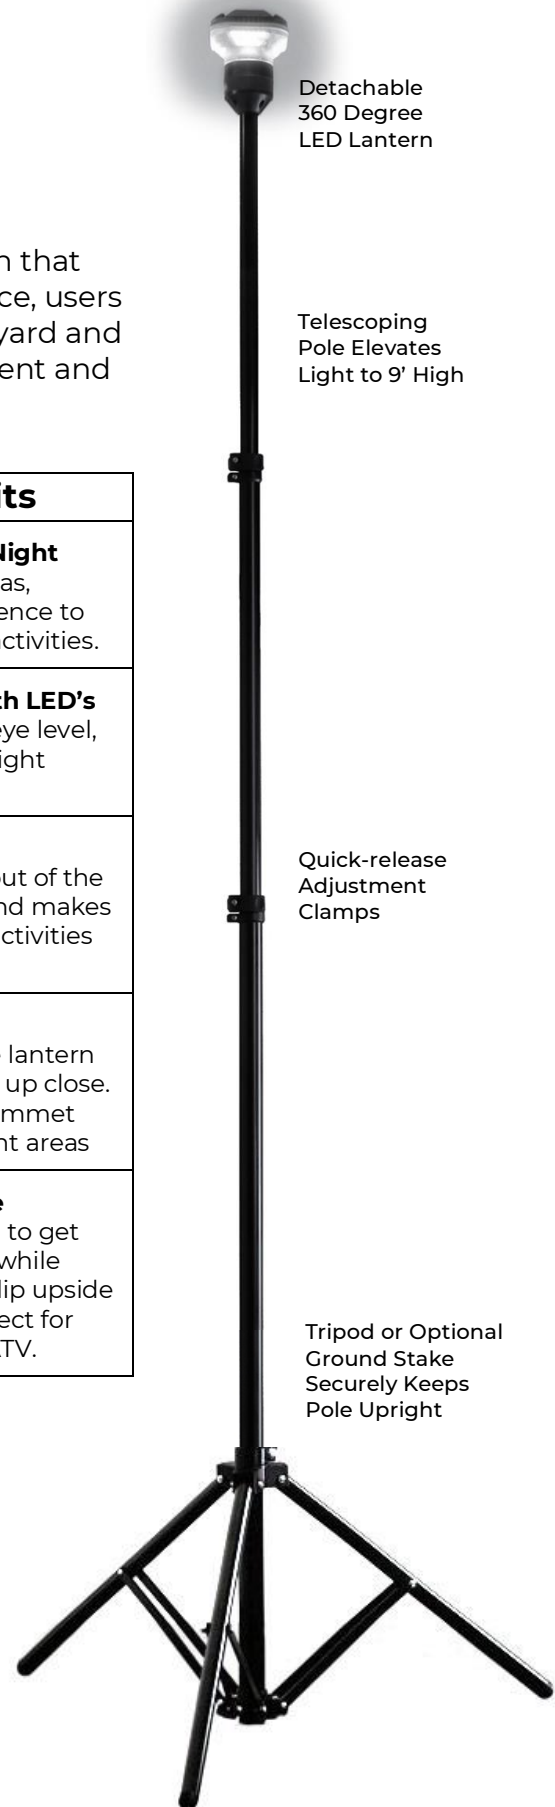 n that
ce, users
yard and
ent and
its
Night
as,
ence to
activities.
th LED's
eye level,
ight
out of the
nd makes
ctivities
e lantern
up close.
mmet
nt areas
e
to get
while
lip upside
ect for
ATV.
Detachable
360 Degree
LED Lantern
Telescoping
Pole Elevates
Light to 9' High
Quick-release
Adjustment
Clamps
Tripod or Optional
Ground Stake
Securely Keeps
Pole Upright